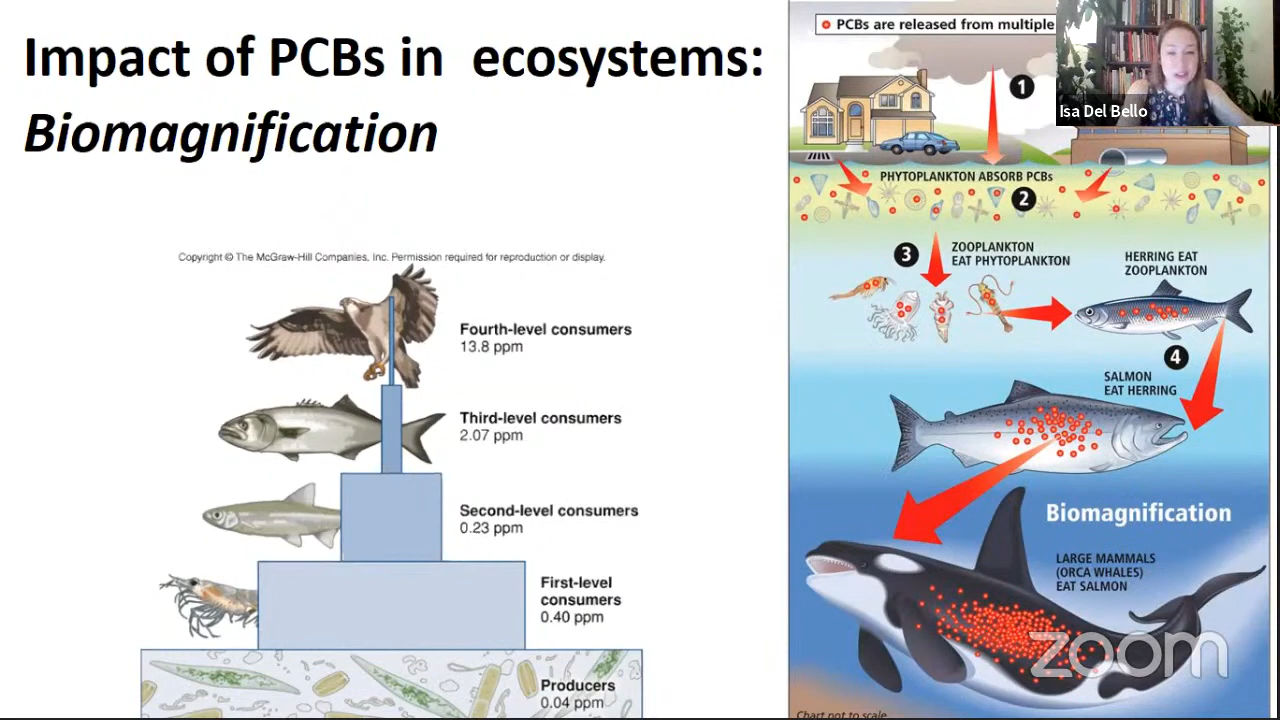 Impact of PCBs in ecosystems:
Biomagnification
Copyright © The McGraw-Hill Companies, Inc. Permission required for reproduction or display.
Fourth-level consumers
13.8 ppm
Third-level consumers
2.07 ppm
Second-level consumers
0.23 ppm
First-level
consumers
0.40 ppm
Producers
0.04 ppm
PCBs are released from multiple
1
Isa Del Bello
PHYTOPLANKTON ABSORB PCBs
2
3
ZOOPLANKTON
EAT PHYTOPLANKTON
HERRING EAT
ZOOPLANKTON
4
SALMON
EAT HERRING
Biomagnification
LARGE MAMMALS
(ORCA WHALES)
EAT SALMON
zoom
Chart not to scale